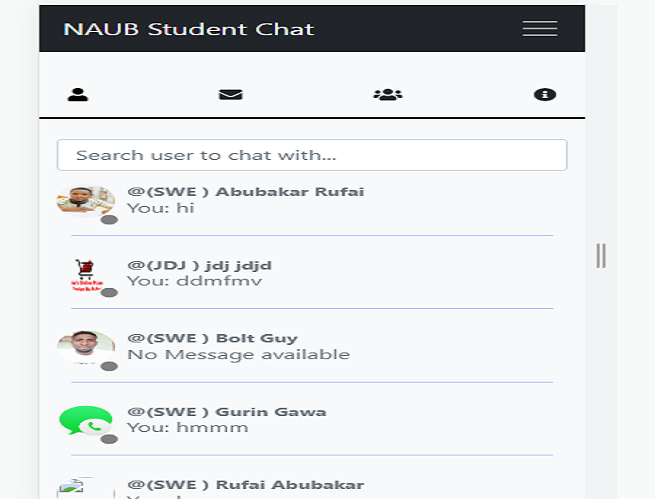 NAUB Student Chat
Search user to chat with...
@(SWE ) Abubakar Rufai
You: hi
@(JDJ ) jdj jdjd
You: ddmfmv
@(SWE ) Bolt Guy
No Message available
@(SWE ) Gurin Gawa
You: hmmm
@(SWE ) Rufai Abubakar